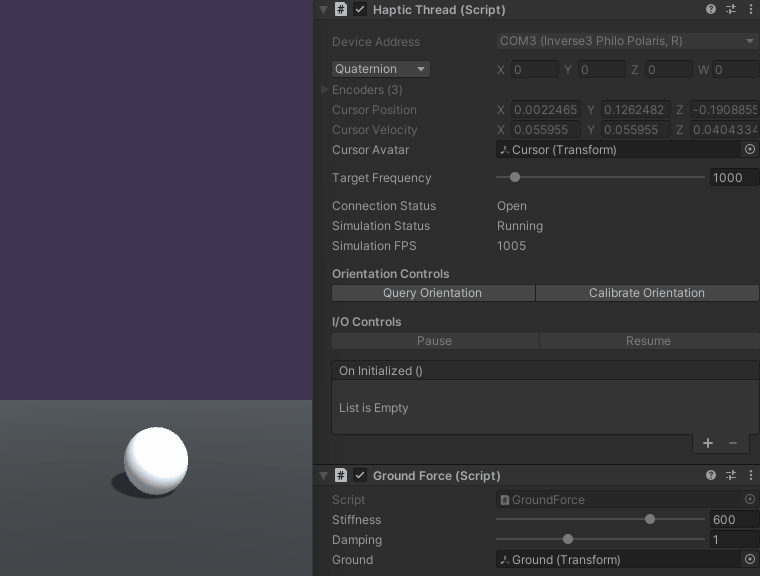 Haptic Thread (Script)
Device Address COM3 (Inverse3 Philo Polaris, R)
Quaternion X 0 Y 0 Z 0 W 0
Encoders (3)
Cursor Position X 0.0022465 Y 0.1262482 Z -0.1908855
Cursor Velocity X 0.055955 Y 0.055955 Z 0.0404334
Cursor Avatar Cursor (Transform)
Target Frequency 1000
Connection Status Open
Simulation Status Running
Simulation FPS 1005
Orientation Controls
Query Orientation Calibrate Orientation
I/O Controls
Pause Resume
On Initialized ()
List is Empty
Ground Force (Script)
Script GroundForce
Stiffness 600
Damping 1
Ground Ground (Transform)